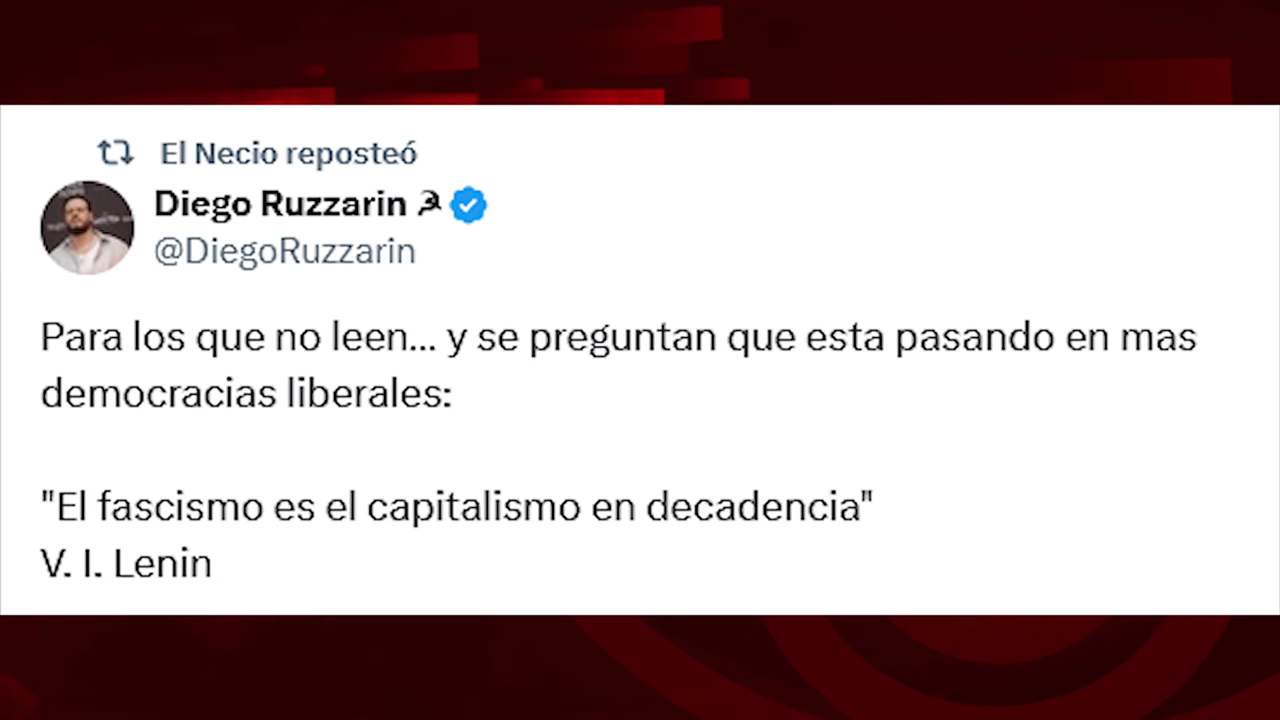 El Necio reposteó
Diego Ruzzarin ☭
@DiegoRuzzarin
Para los que no leen... y se preguntan que esta pasando en mas
democracias liberales:
"El fascismo es el capitalismo en decadencia"
V. I. Lenin